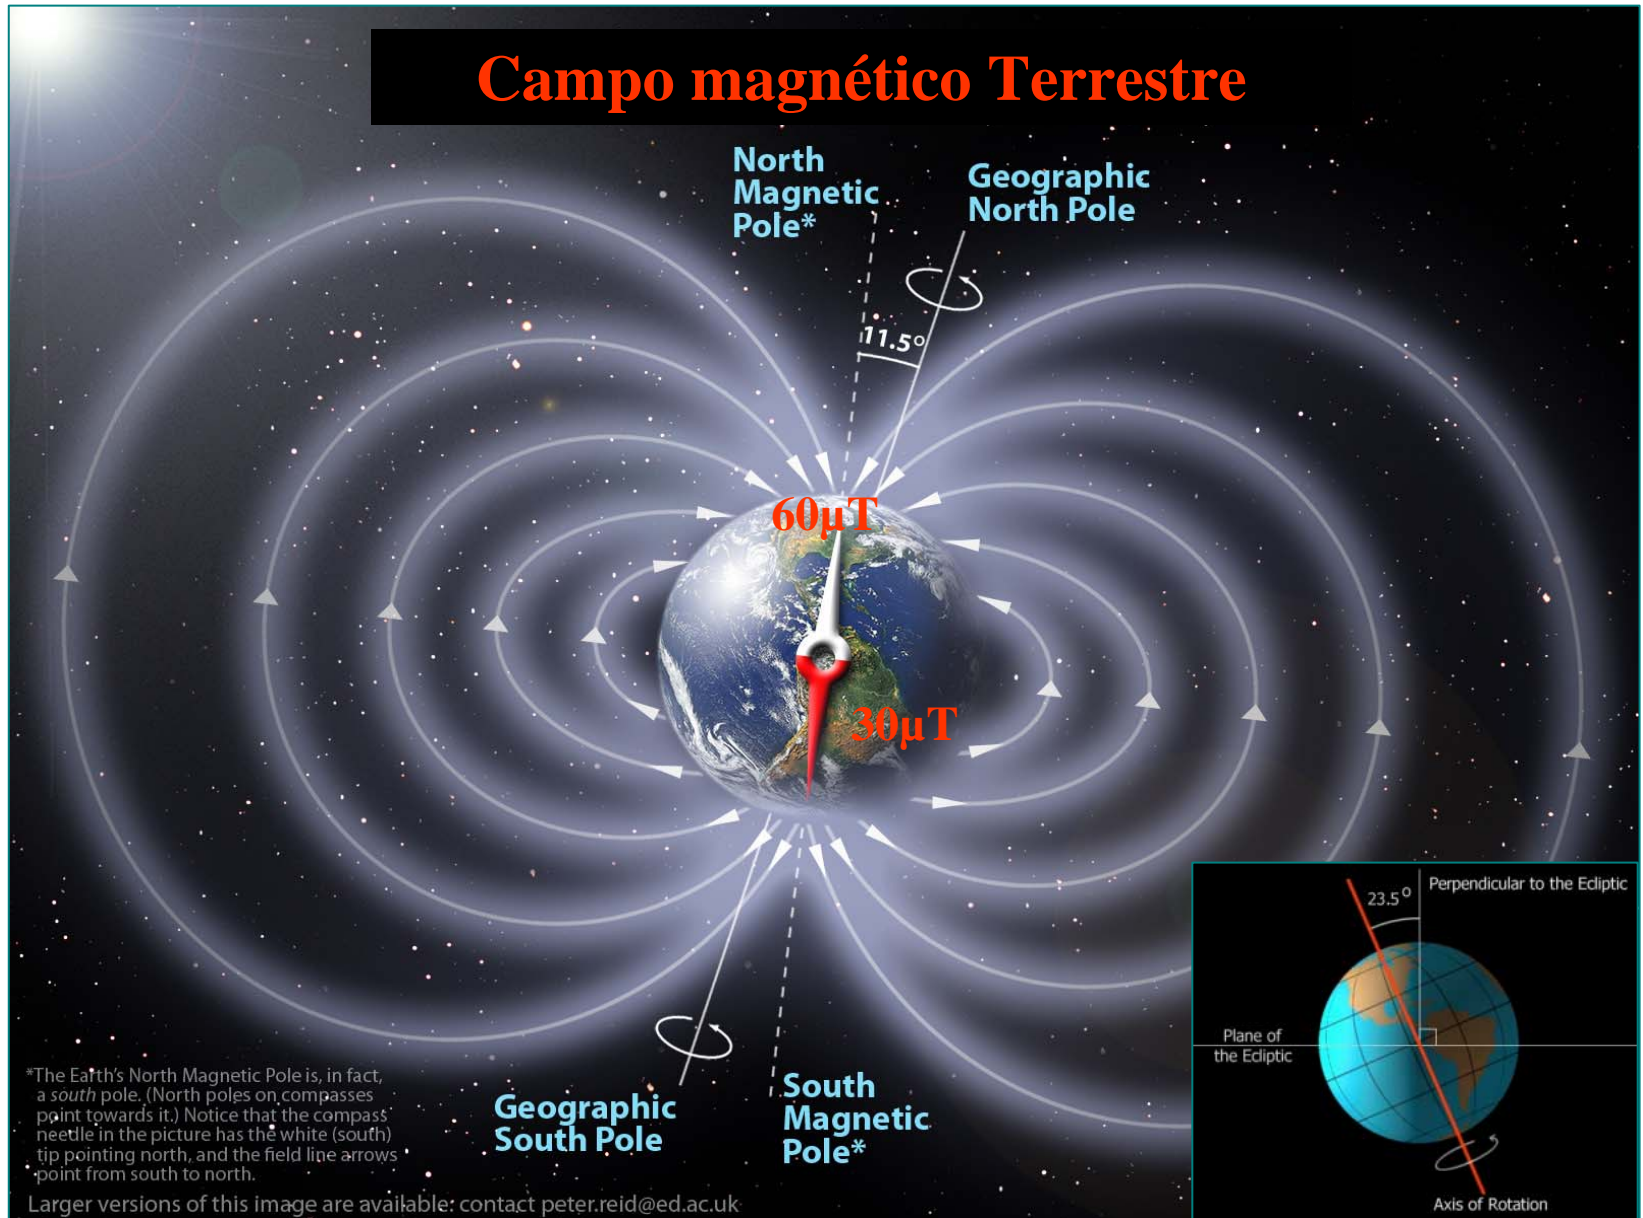 Campo magnético Terrestre
North
Magnetic
Pole*
Geographic
North Pole
11.5°
60µT
30µT
Geographic
South Pole
South
Magnetic
Pole*
*The Earth's North Magnetic Pole is, in fact,
a south pole. (North poles on compasses
point towards it.) Notice that the compass
needle in the picture has the white (south)
tip pointing north, and the field line arrows
point from south to north.
Larger versions of this image are available: contact peter.reid@ed.ac.uk
23.5°
Perpendicular to the Ecliptic
Plane of
the Ecliptic
Axis of Rotation